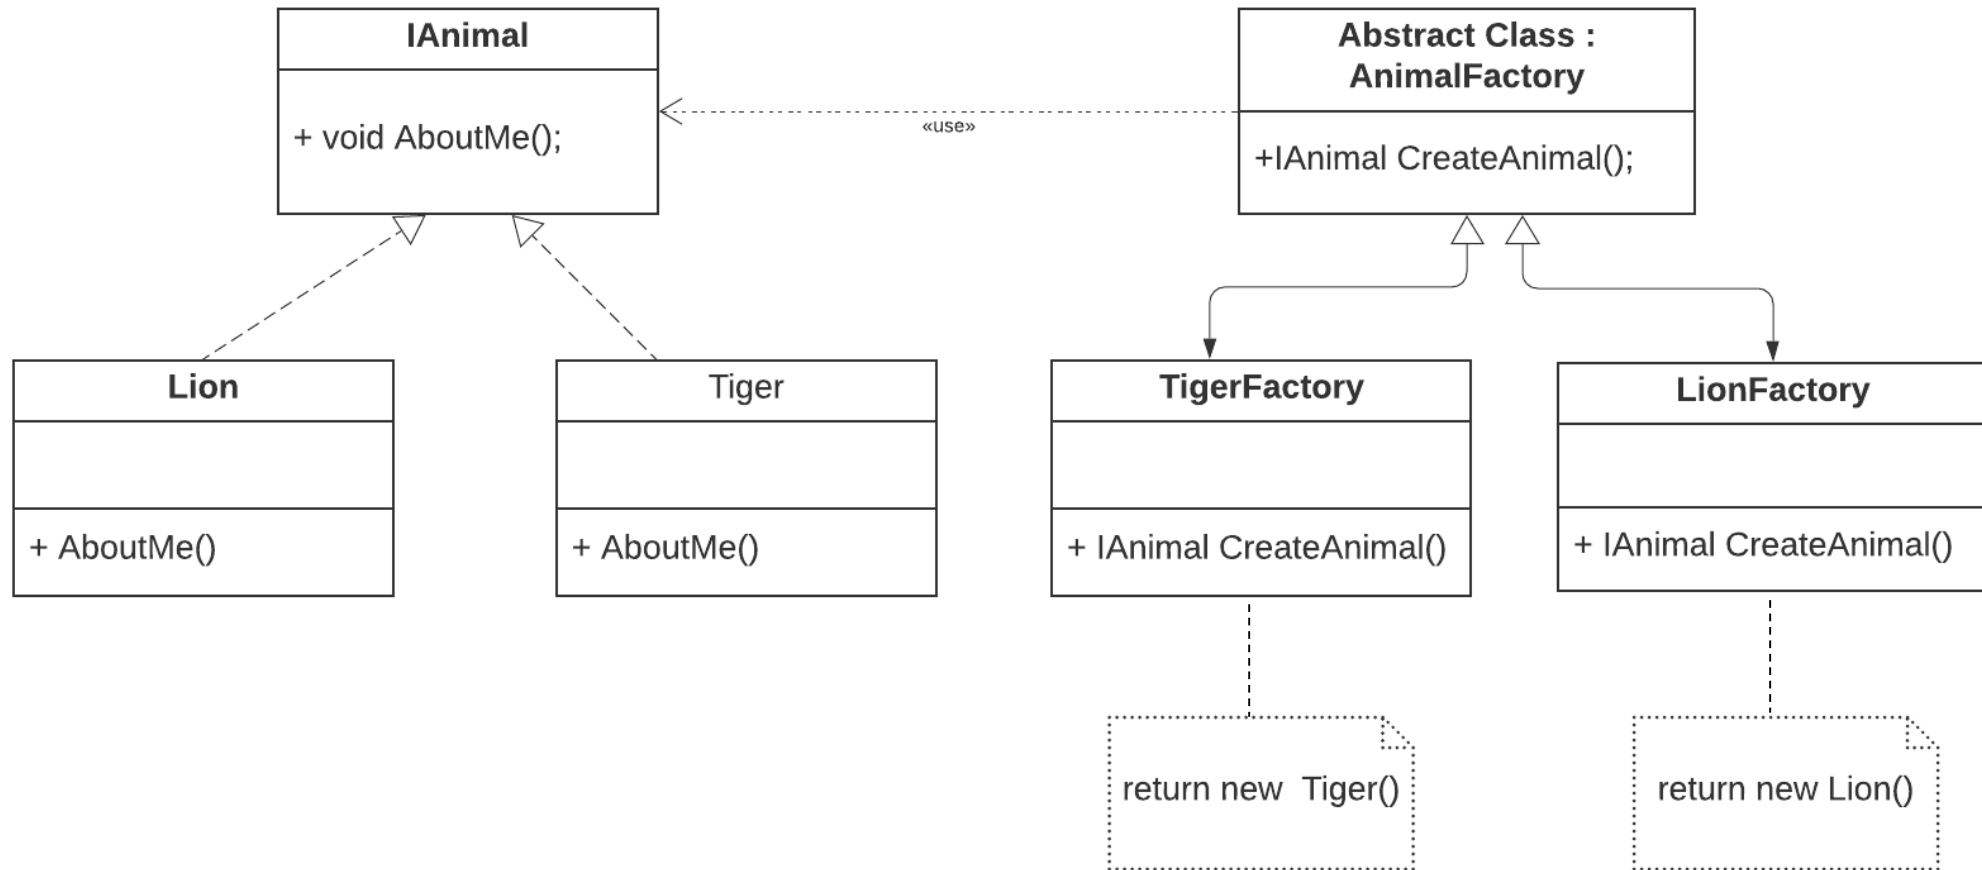 IAnimal
+ void AboutMe();
Abstract Class :
AnimalFactory
+IAnimal CreateAnimal();
«use»
Lion
+ AboutMe()
Tiger
+ AboutMe()
TigerFactory
+ IAnimal CreateAnimal()
LionFactory
+ IAnimal CreateAnimal()
return new  Tiger()
return new Lion()